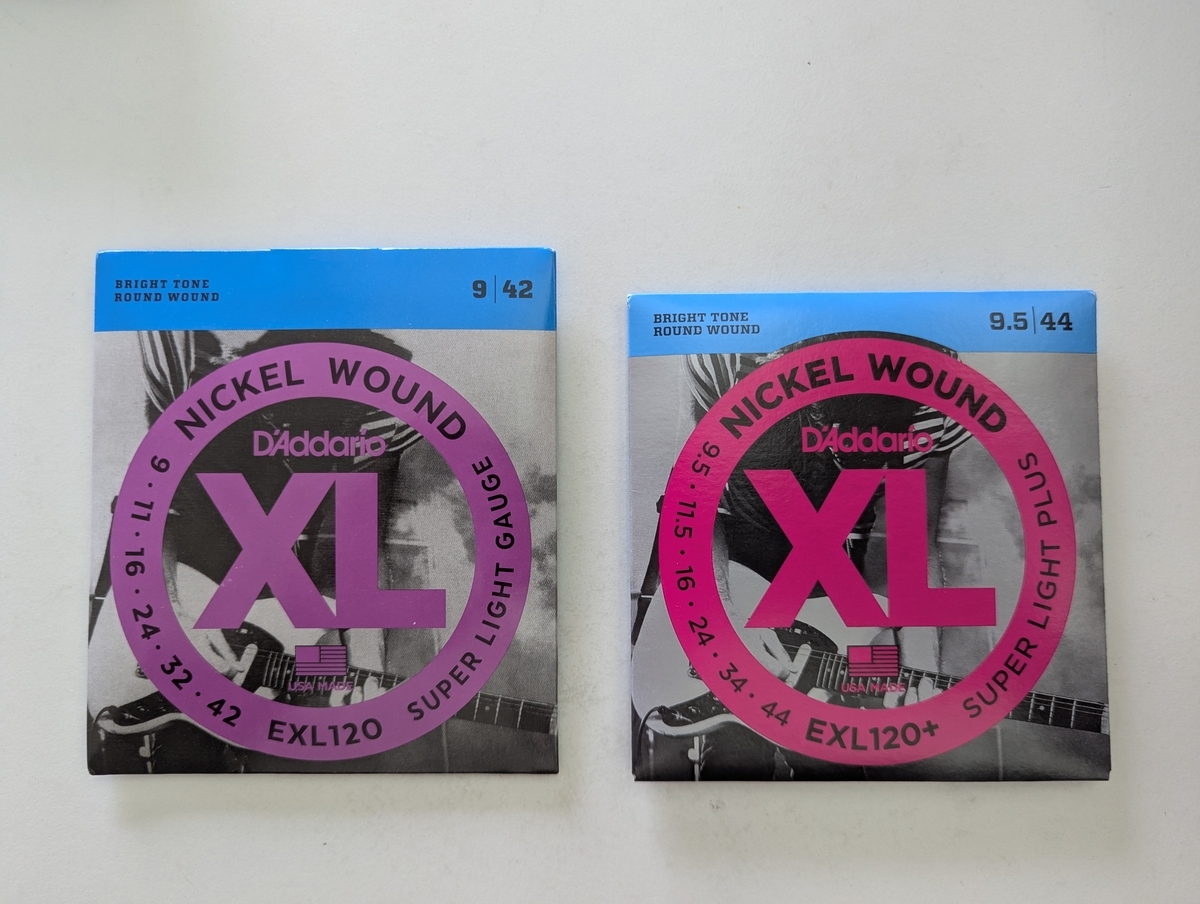 BRIGHT TONE
ROUND WOUND
9|42
NICKEL WOUND
D'Addario
XL
9 · 11 · 16 · 24 · 32 · 42
USA MADE
EXL120
SUPER LIGHT GAUGE
BRIGHT TONE
ROUND WOUND
9.5|44
NICKEL WOUND
D'Addario
XL
9.5 · 11.5 · 16 · 24 · 34 · 44
USA MADE
EXL120+
SUPER LIGHT PLUS